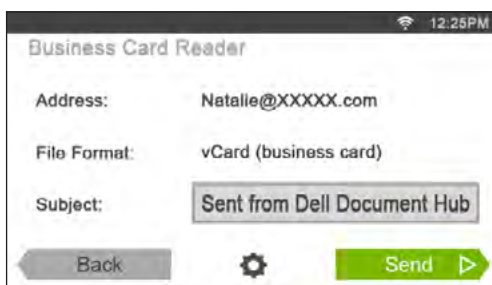 12:25PM
Business Card Reader
Address: Natalie@XXXXX.com
File Format: vCard (business card)
Subject: Sent from Dell Document Hub
Back Send